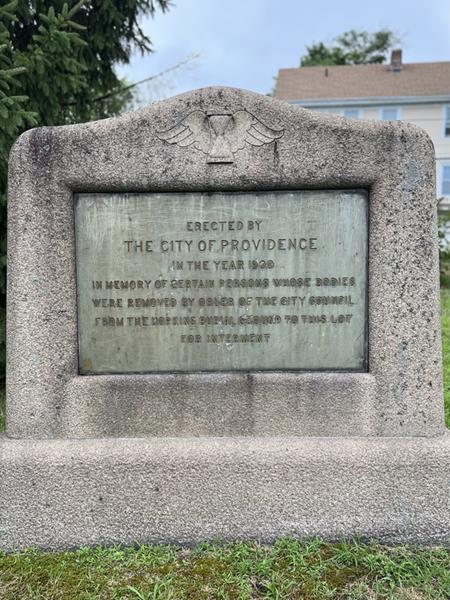 ERECTED BY
THE CITY OF PROVIDENCE
IN THE YEAR
IN MEMORY OF CERTAIN PERSONS WHOSE BODIES
WERE REMOVED BY ORDER OF THE CITY COUNCIL
FROM THE HOPKINS BURIAL GROUND TO THIS LOT
FOR INTERMENT